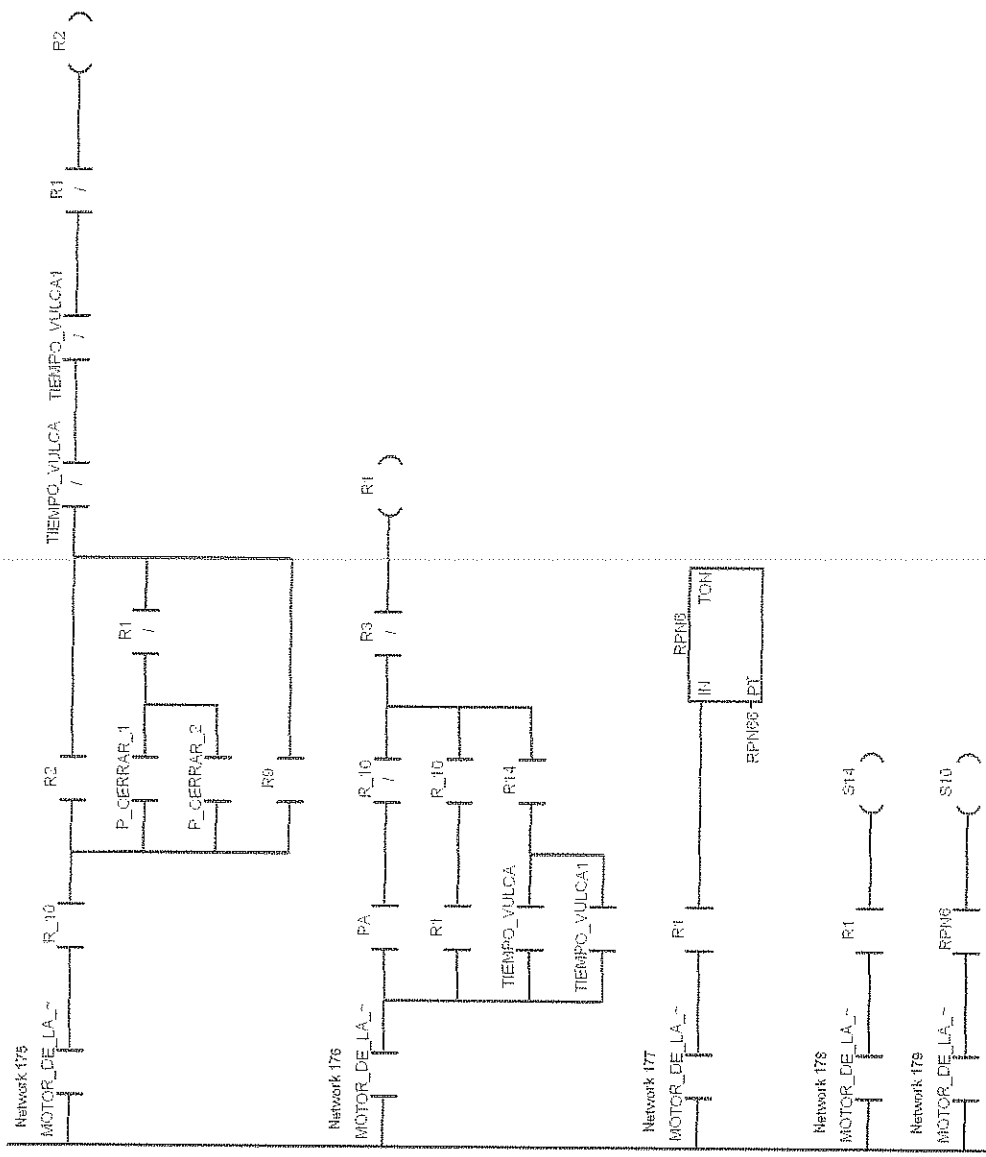 Network 175
MOTOR_DE_LA_~
R_10
R2
TIEMPO_VULCA
/
TIEMPO_VULCA1
/
R1
/
R2
P_CERRAR_1
R1
/
P_CERRAR_2
R9
Network 176
MOTOR_DE_LA_~
PA
R_10
/
R3
/
R1
R1
R_10
TIEMPO_VULCA
R14
TIEMPO_VULCA1
Network 177
MOTOR_DE_LA_~
R1
RPN6
IN
TON
RPN66
PT
Network 178
MOTOR_DE_LA_~
R1
S14
Network 179
MOTOR_DE_LA_~
RPN6
S10